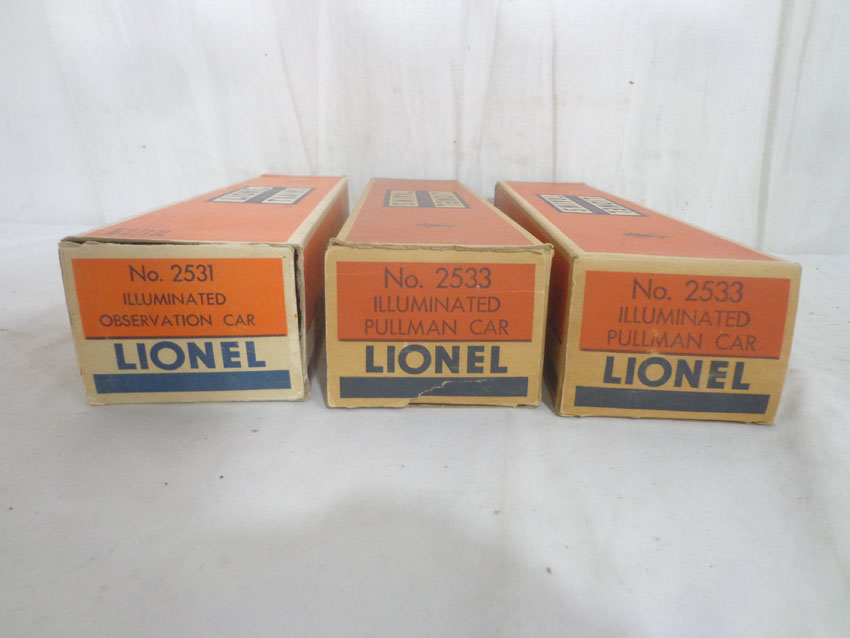 No. 2531
ILLUMINATED
OBSERVATION CAR
LIONEL
No. 2533
ILLUMINATED
PULLMAN CAR
LIONEL
No. 2533
ILLUMINATED
PULLMAN CAR
LIONEL